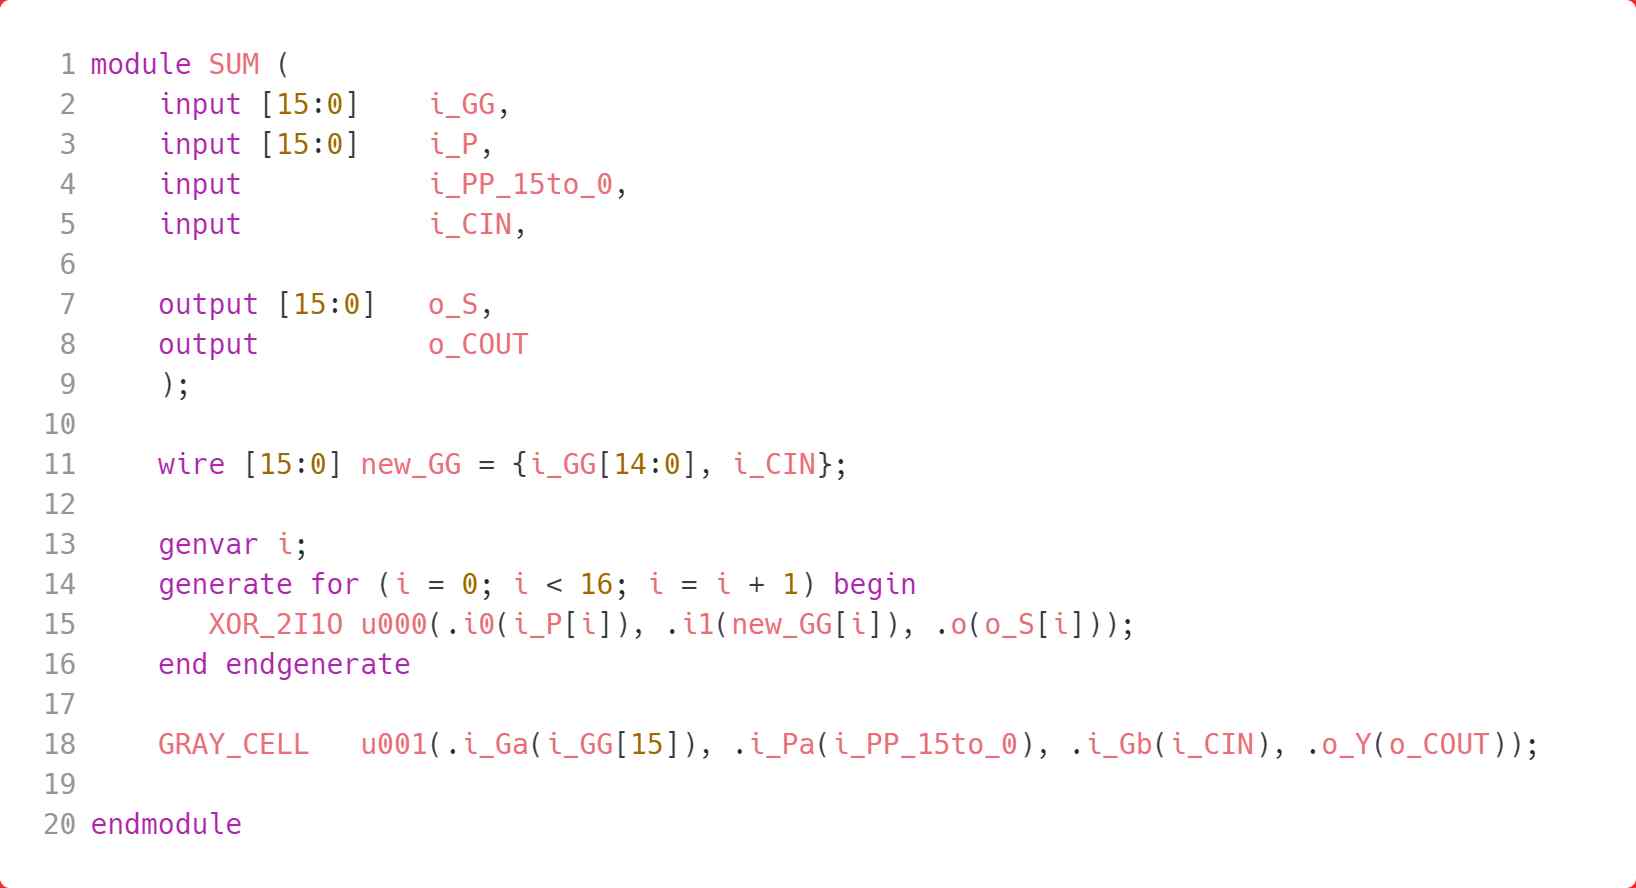 1 module SUM (
2     input [15:0]    i_GG,
3     input [15:0]    i_P,
4     input           i_PP_15to_0,
5     input           i_CIN,
6
7     output [15:0]   o_S,
8     output          o_COUT
9     );
10
11     wire [15:0] new_GG = {i_GG[14:0], i_CIN};
12
13     genvar i;
14     generate for (i = 0; i < 16; i = i + 1) begin
15        XOR_2I1O u000(.i0(i_P[i]), .i1(new_GG[i]), .o(o_S[i]));
16     end endgenerate
17
18     GRAY_CELL   u001(.i_Ga(i_GG[15]), .i_Pa(i_PP_15to_0), .i_Gb(i_CIN), .o_Y(o_COUT));
19
20 endmodule